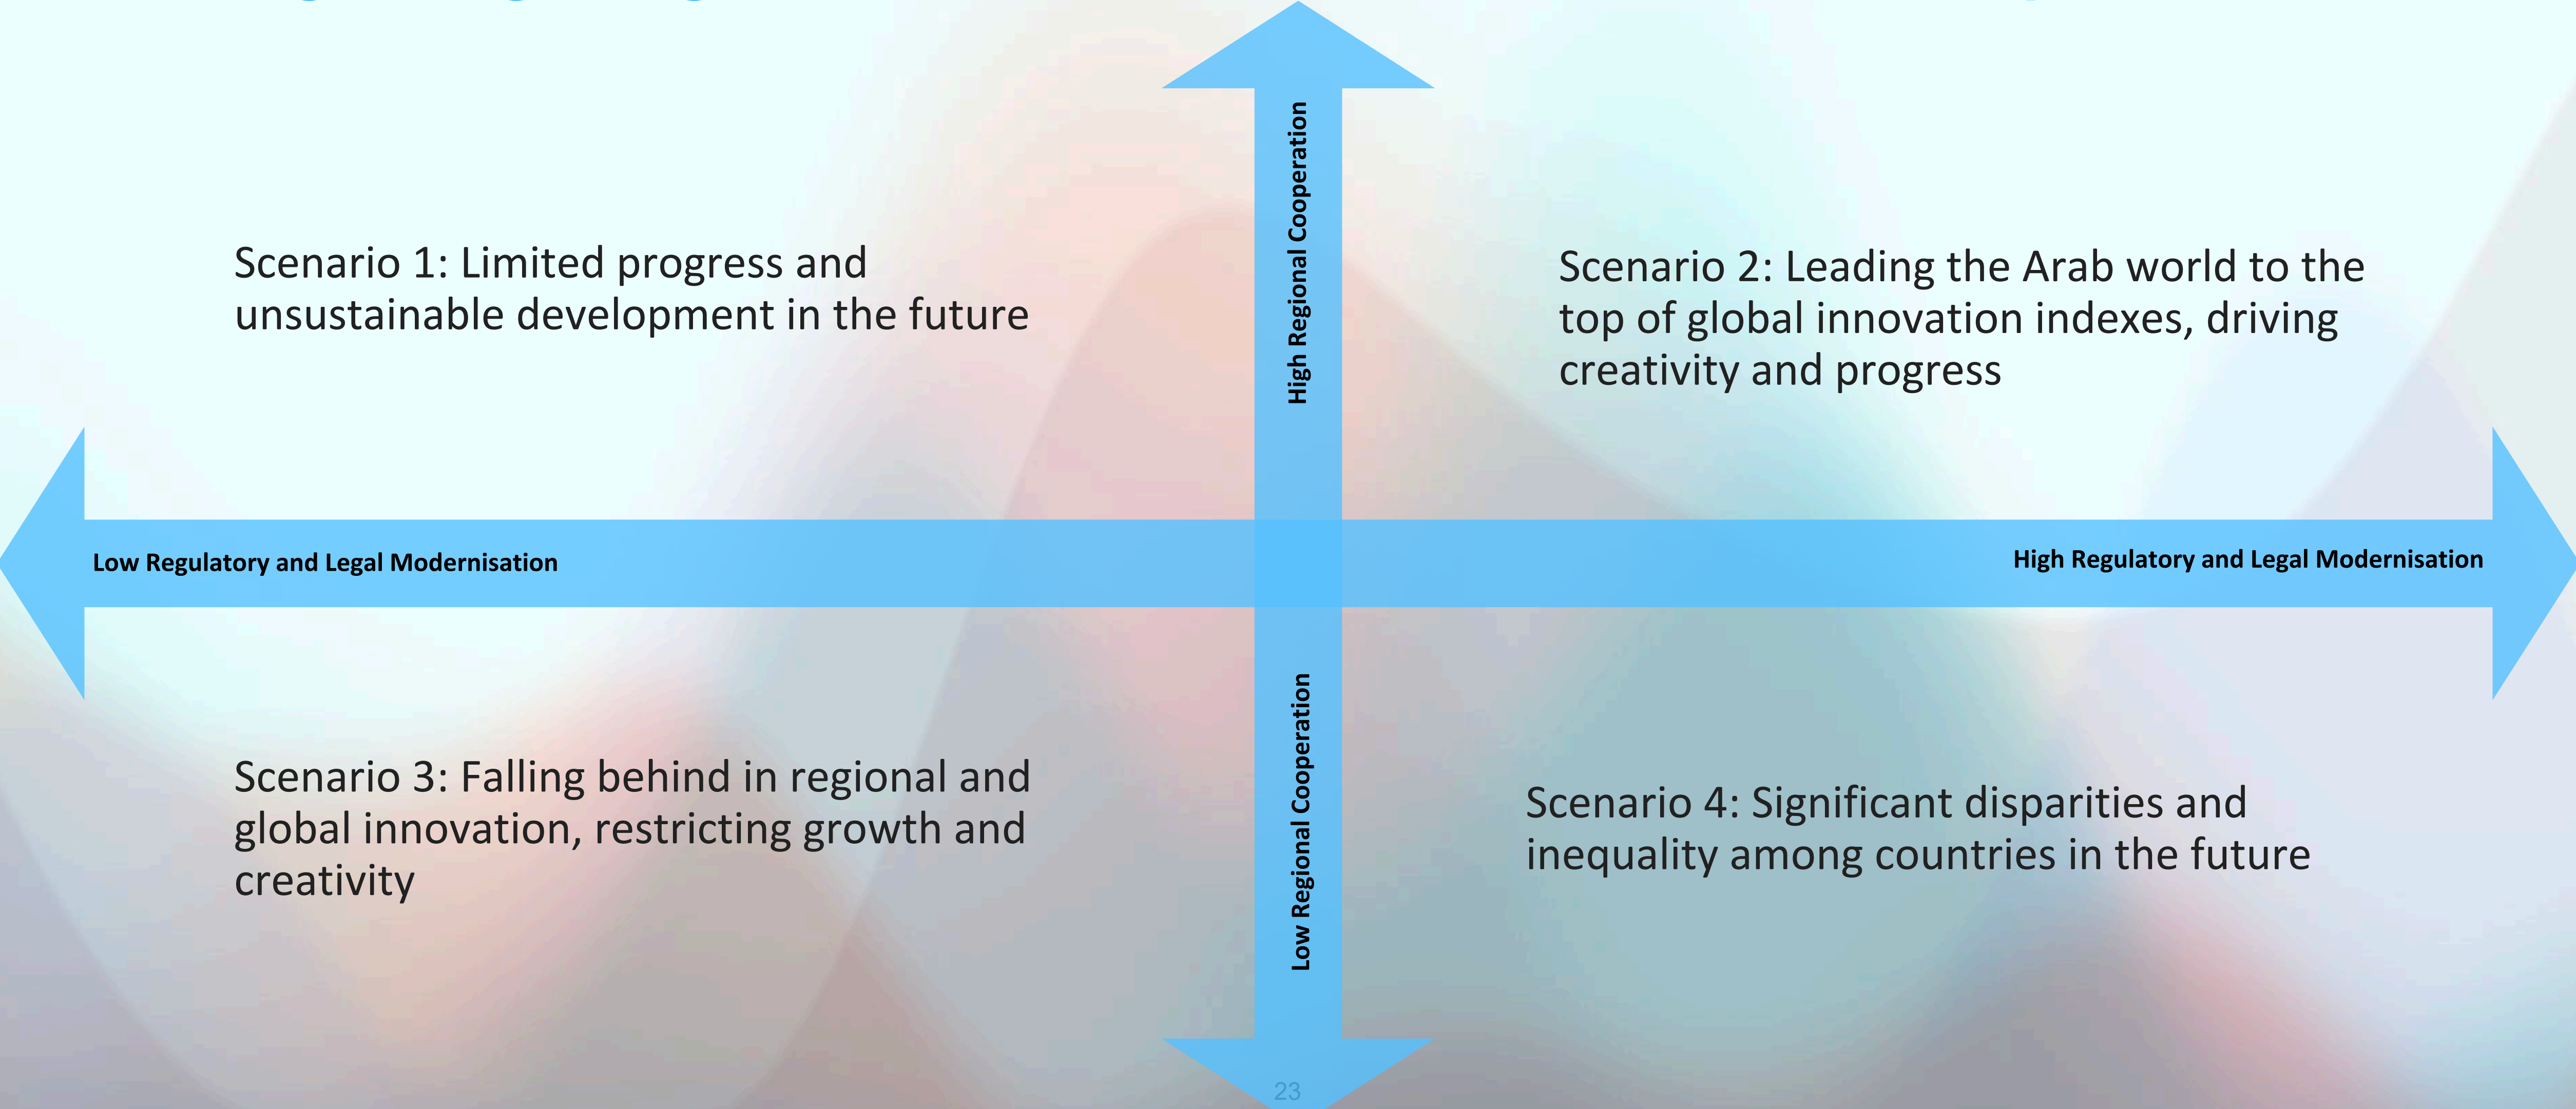 High Regional Cooperation
Scenario 1: Limited progress and
unsustainable development in the future
Scenario 2: Leading the Arab world to the
top of global innovation indexes, driving
creativity and progress
Low Regulatory and Legal Modernisation
High Regulatory and Legal Modernisation
Low Regional Cooperation
Scenario 3: Falling behind in regional and
global innovation, restricting growth and
creativity
Scenario 4: Significant disparities and
inequality among countries in the future
23